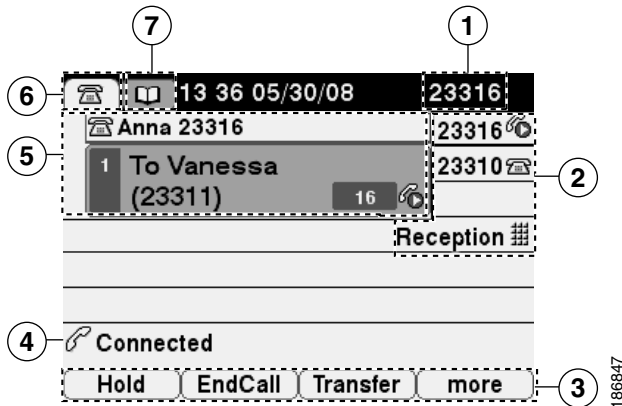 7 1
6 13 36 05/30/08 23316
Anna 23316 23316
5 1 To Vanessa 23310 2
(23311) 16
Reception
4 Connected
Hold EndCall Transfer more 3
186847